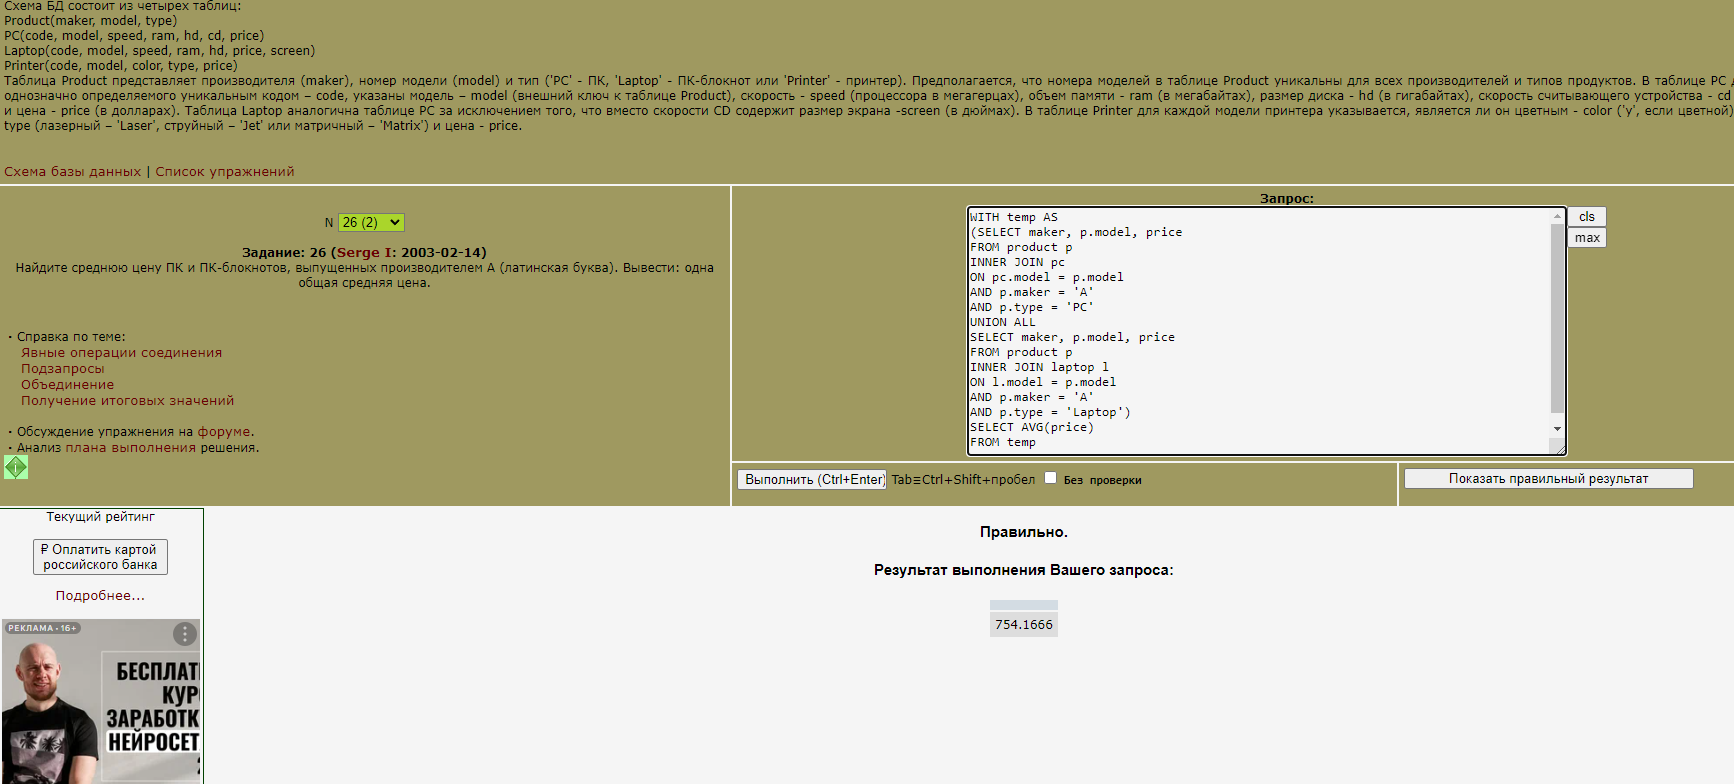 Схема БД состоит из четырех таблиц:
Product(maker, model, type)
PC(code, model, speed, ram, hd, cd, price)
Laptop(code, model, speed, ram, hd, price, screen)
Printer(code, model, color, type, price)
Таблица Product представляет производителя (maker), номер модели (model) и тип ('PC' - ПК, 'Laptop' - ПК-блокнот или 'Printer' - принтер). Предполагается, что номера моделей в таблице Product уникальны для всех производителей и типов продуктов. В таблице PC д
однозначно определяемого уникальным кодом – code, указаны модель – model (внешний ключ к таблице Product), скорость - speed (процессора в мегагерцах), объем памяти - ram (в мегабайтах), размер диска - hd (в гигабайтах), скорость считывающего устройства - cd
и цена - price (в долларах). Таблица Laptop аналогична таблице РС за исключением того, что вместо скорости CD содержит размер экрана -screen (в дюймах). В таблице Printer для каждой модели принтера указывается, является ли он цветным - color ('y', если цветной)
type (лазерный – 'Laser', струйный – 'Jet' или матричный – 'Matrix') и цена - price.
Схема базы данных | Список упражнений
N 26 (2)
Задание: 26 (Serge I: 2003-02-14)
Найдите среднюю цену ПК и ПК-блокнотов, выпущенных производителем A (латинская буква). Вывести: одна
общая средняя цена.
· Справка по теме:
Явные операции соединения
Подзапросы
Объединение
Получение итоговых значений
· Обсуждение упражнения на форуме.
· Анализ плана выполнения решения.
Запрос:
WITH temp AS
(SELECT maker, p.model, price
FROM product p
INNER JOIN pc
ON pc.model = p.model
AND p.maker = 'A'
AND p.type = 'PC'
UNION ALL
SELECT maker, p.model, price
FROM product p
INNER JOIN laptop l
ON l.model = p.model
AND p.maker = 'A'
AND p.type = 'Laptop')
SELECT AVG(price)
FROM temp
cls
max
Выполнить (Ctrl+Enter) Tab≡Ctrl+Shift+пробел Без проверки
Показать правильный результат
Текущий рейтинг
₽ Оплатить картой
российского банка
Подробнее...
РЕКЛАМА • 16+
БЕСПЛАТ
КУР
ЗАРАБОТК
НЕЙРОСЕТ
Правильно.
Результат выполнения Вашего запроса:
754.1666